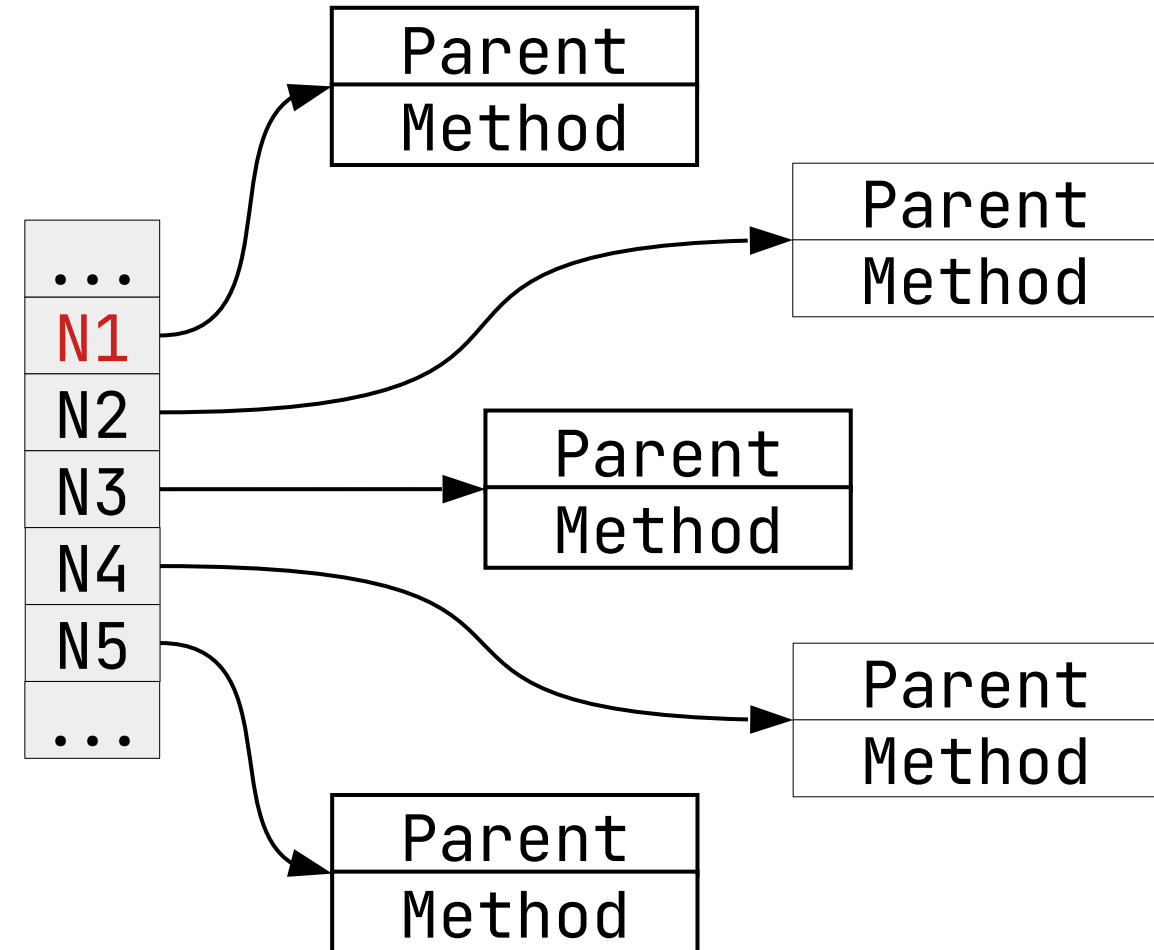 ...
N1
N2
N3
N4
N5
...
Parent
Method
Parent
Method
Parent
Method
Parent
Method
Parent
Method